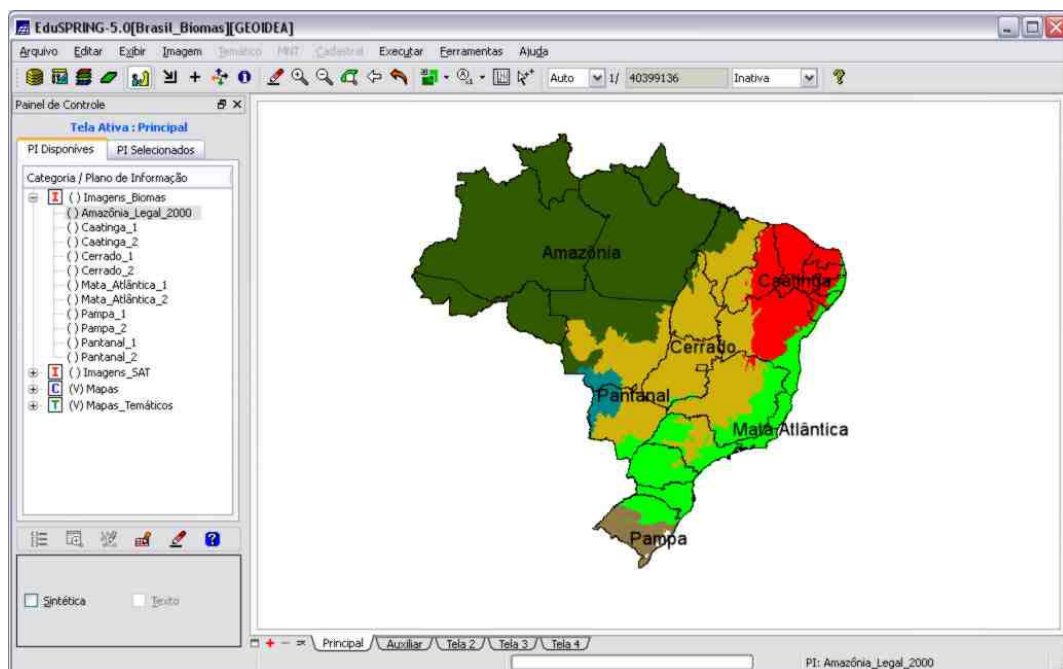 EduSPRING-5.0[Brasil_Biomas][GEOIDEA]
Arquivo Editar Exibir Imagem Temático MNT Cadastral Executar Ferramentas Ajuda
Auto 1/ 40399136 Inativa
Painel de Controle
Tela Ativa : Principal
PI Disponíves PI Selecionados
Categoria / Plano de Informação
( ) Imagens_Biomas
( ) Amazônia_Legal_2000
( ) Caatinga_1
( ) Caatinga_2
( ) Cerrado_1
( ) Cerrado_2
( ) Mata_Atlântica_1
( ) Mata_Atlântica_2
( ) Pampa_1
( ) Pampa_2
( ) Pantanal_1
( ) Pantanal_2
( ) Imagens_SAT
(V) Mapas
(V) Mapas_Temáticos
Sintética Texto
Amazônia
Caatinga
Cerrado
Pantanal
Mata Atlântica
Pampa
Principal Auxiliar Tela 2 Tela 3 Tela 4
PI: Amazônia_Legal_2000